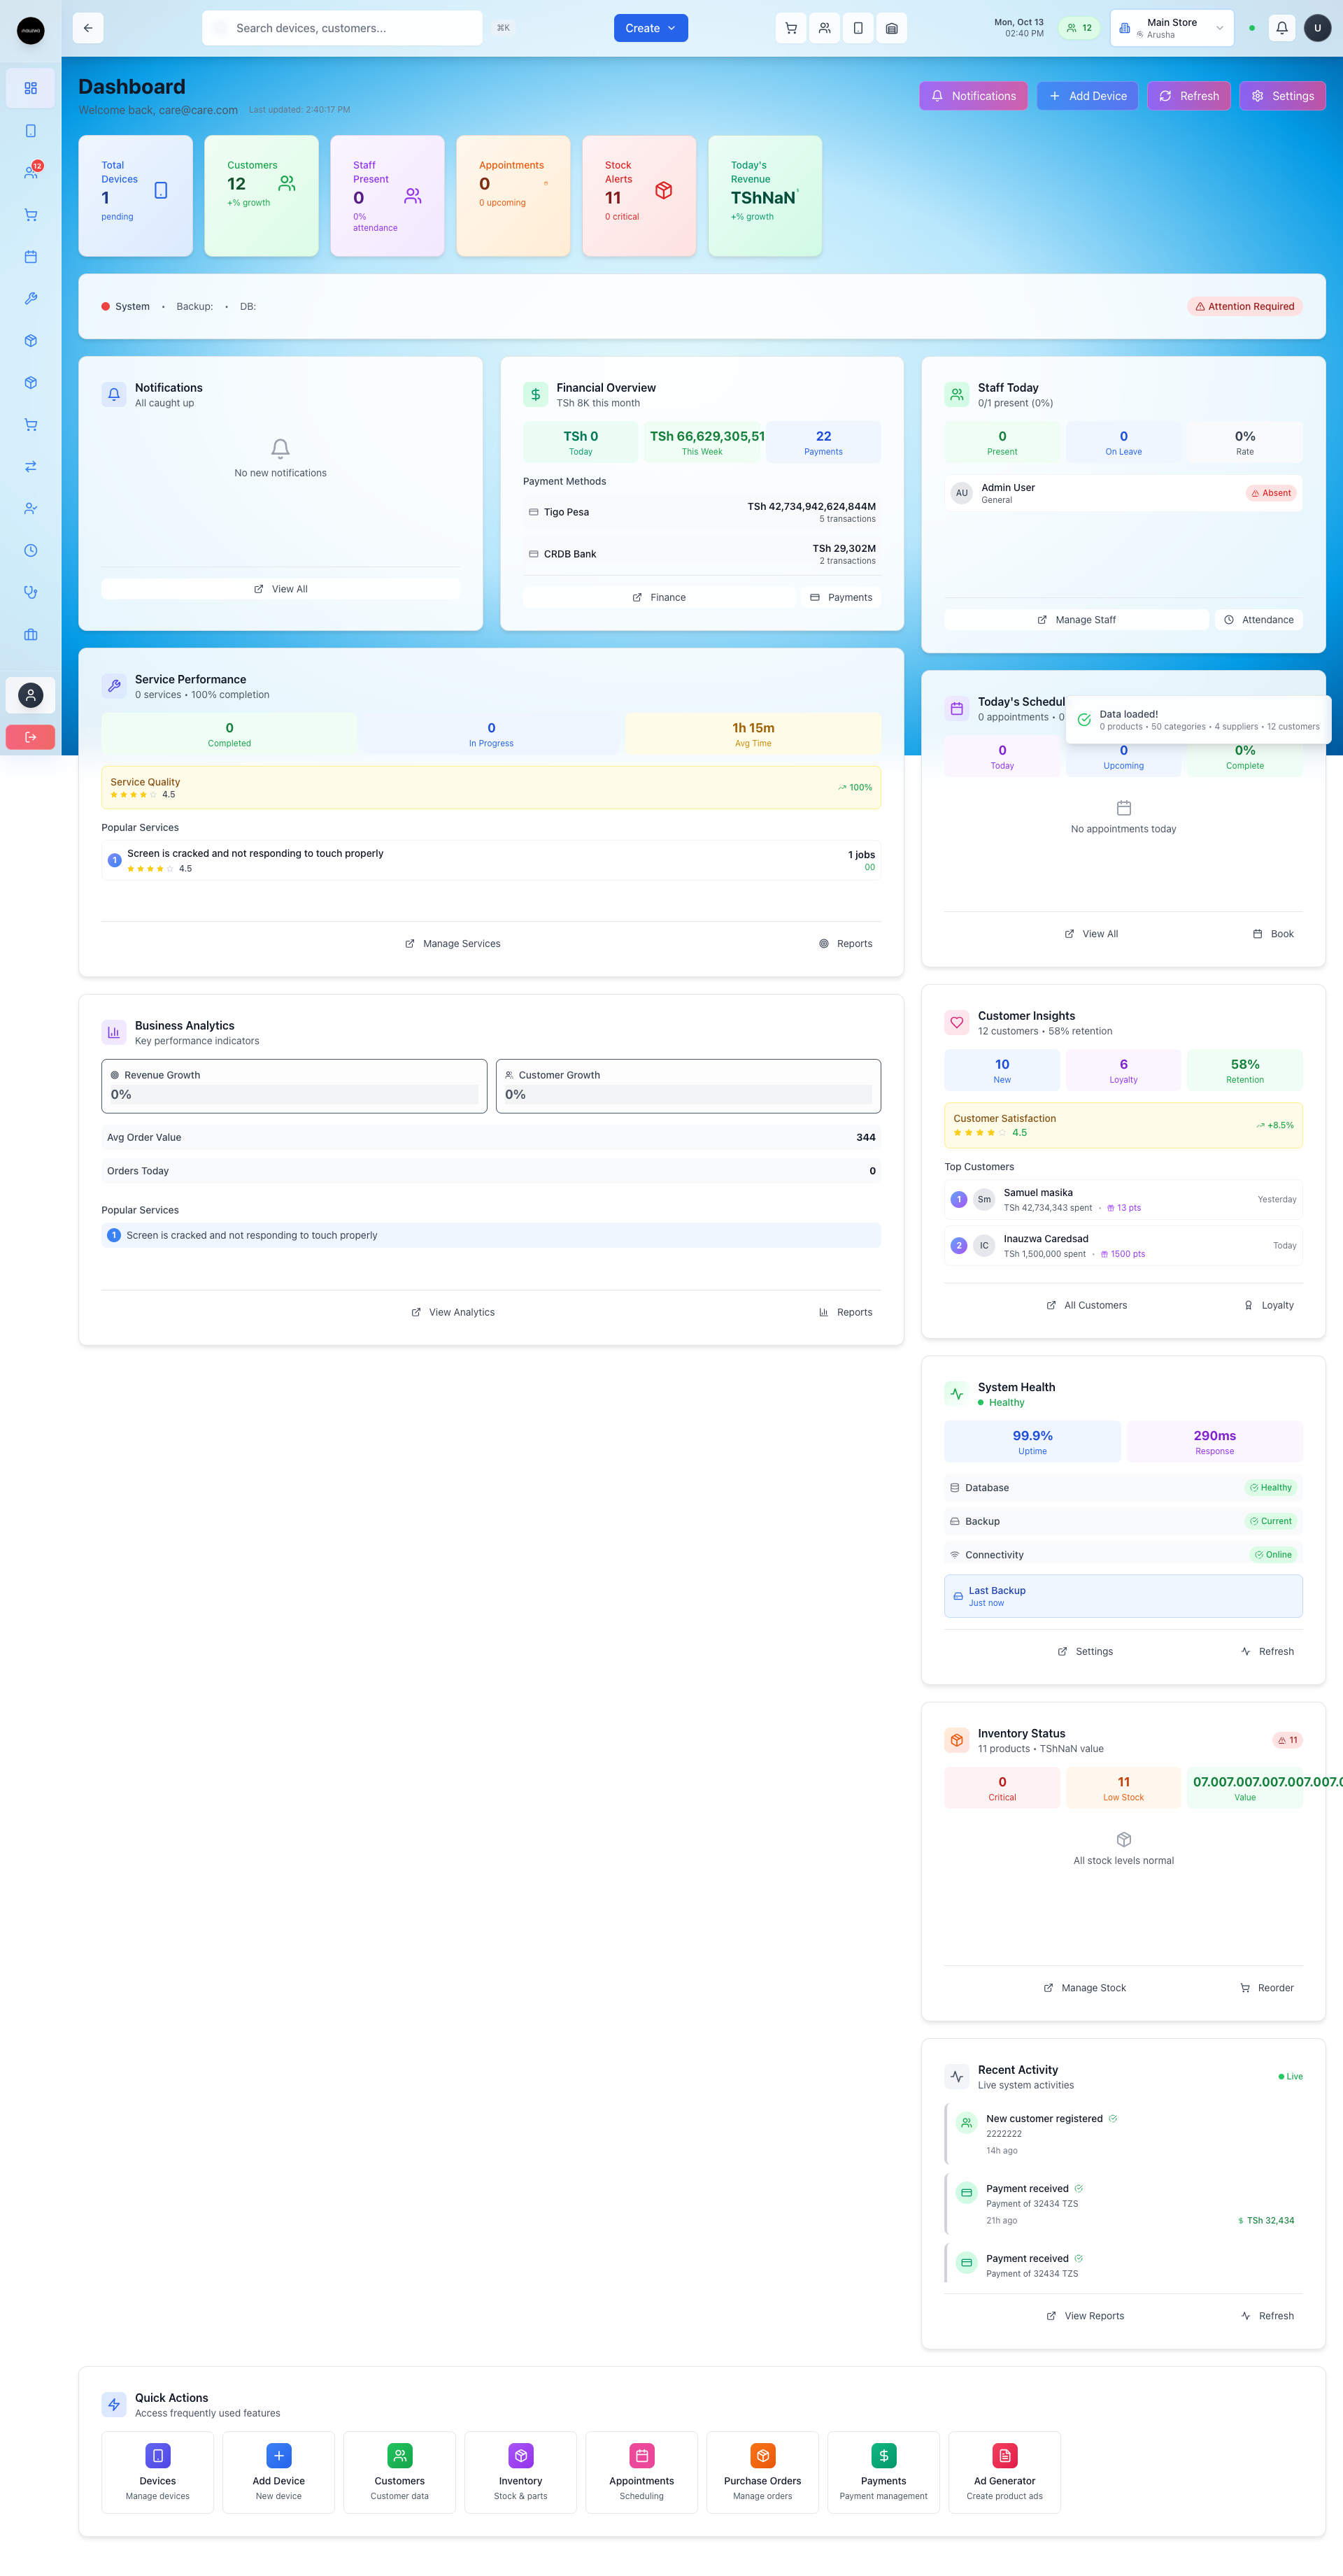 inauzwa
Search devices, customers...
⌘K
Create
Mon, Oct 13
02:40 PM
12
Main Store
Arusha
U
12
Dashboard
Welcome back, care@care.com
Last updated: 2:40:17 PM
Notifications
Add Device
Refresh
Settings
Total
Devices
1
pending
Customers
12
+% growth
Staff
Present
0
0%
attendance
Appointments
0
0 upcoming
Stock
Alerts
11
0 critical
Today's
Revenue
TShNaN
+% growth
System • Backup: • DB:
Attention Required
Notifications
All caught up
No new notifications
View All
Financial Overview
TSh 8K this month
TSh 0
Today
TSh 66,629,305,51
This Week
22
Payments
Payment Methods
Tigo Pesa
TSh 42,734,942,624,844M
5 transactions
CRDB Bank
TSh 29,302M
2 transactions
Finance
Payments
Staff Today
0/1 present (0%)
0
Present
0
On Leave
0%
Rate
AU
Admin User
General
Absent
Manage Staff
Attendance
Service Performance
0 services • 100% completion
0
Completed
0
In Progress
1h 15m
Avg Time
Service Quality
4.5
100%
Popular Services
1
Screen is cracked and not responding to touch properly
4.5
1 jobs
00
Manage Services
Reports
Today's Schedul
0 appointments • 0
Data loaded!
0 products • 50 categories • 4 suppliers • 12 customers
0
Today
0
Upcoming
0%
Complete
No appointments today
View All
Book
Business Analytics
Key performance indicators
Revenue Growth
0%
Customer Growth
0%
Avg Order Value
344
Orders Today
0
Popular Services
1
Screen is cracked and not responding to touch properly
View Analytics
Reports
Customer Insights
12 customers • 58% retention
10
New
6
Loyalty
58%
Retention
Customer Satisfaction
4.5
+8.5%
Top Customers
1
Sm
Samuel masika
TSh 42,734,343 spent • 13 pts
Yesterday
2
IC
Inauzwa Caredsad
TSh 1,500,000 spent • 1500 pts
Today
All Customers
Loyalty
System Health
Healthy
99.9%
Uptime
290ms
Response
Database
Healthy
Backup
Current
Connectivity
Online
Last Backup
Just now
Settings
Refresh
Inventory Status
11 products • TShNaN value
11
0
Critical
11
Low Stock
07.007.007.007.007.0
Value
All stock levels normal
Manage Stock
Reorder
Recent Activity
Live system activities
Live
New customer registered
2222222
14h ago
Payment received
Payment of 32434 TZS
21h ago
$ TSh 32,434
Payment received
Payment of 32434 TZS
View Reports
Refresh
Quick Actions
Access frequently used features
Devices
Manage devices
Add Device
New device
Customers
Customer data
Inventory
Stock & parts
Appointments
Scheduling
Purchase Orders
Manage orders
Payments
Payment management
Ad Generator
Create product ads